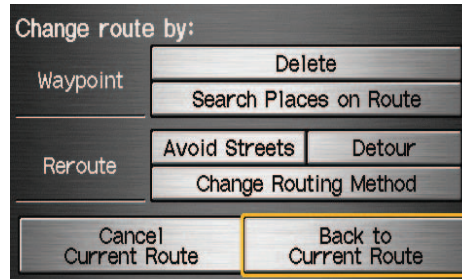 Change route by:
Waypoint
Delete
Search Places on Route
Reroute
Avoid Streets
Detour
Change Routing Method
Cancel
Current Route
Back to
Current Route